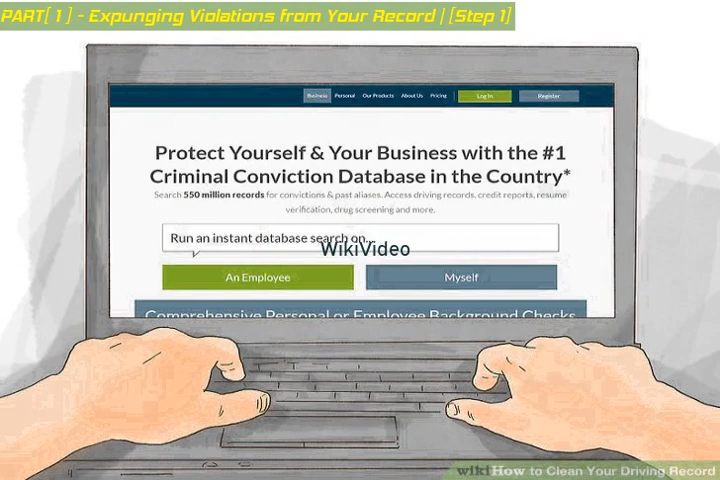 PART[ 1 ] - Expunging Violations from Your Record | [Step 1]
Business Personal Our Products About Us Pricing Log In Register
Protect Yourself & Your Business with the #1
Criminal Conviction Database in the Country*
Search 550 million records for convictions & past aliases. Access driving records, credit reports, resume
verification, drug screening and more.
Run an instant database search on...
WikiVideo
An Employee Myself
Comprehensive Personal or Employee Background Checks
wikiHow to Clean Your Driving Record